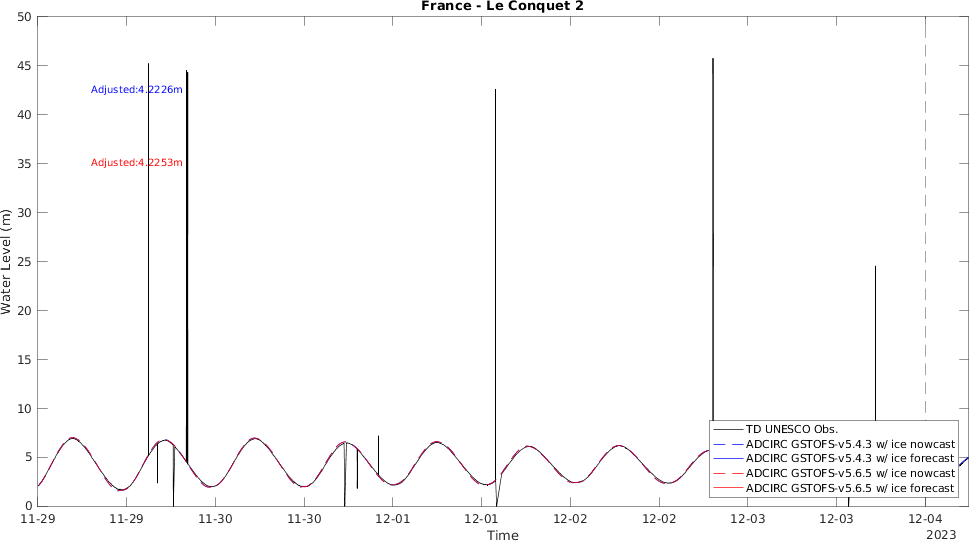 France - Le Conquet 2
50
45
40
35
30
25
20
15
10
5
0
Water Level (m)
Adjusted:4.2226m
Adjusted:4.2253m
TD UNESCO Obs.
ADCIRC GSTOFS-v5.4.3 w/ ice nowcast
ADCIRC GSTOFS-v5.4.3 w/ ice forecast
ADCIRC GSTOFS-v5.6.5 w/ ice nowcast
ADCIRC GSTOFS-v5.6.5 w/ ice forecast
11-29 11-29 11-30 11-30 12-01 12-01 12-02 12-02 12-03 12-03 12-04
Time 2023